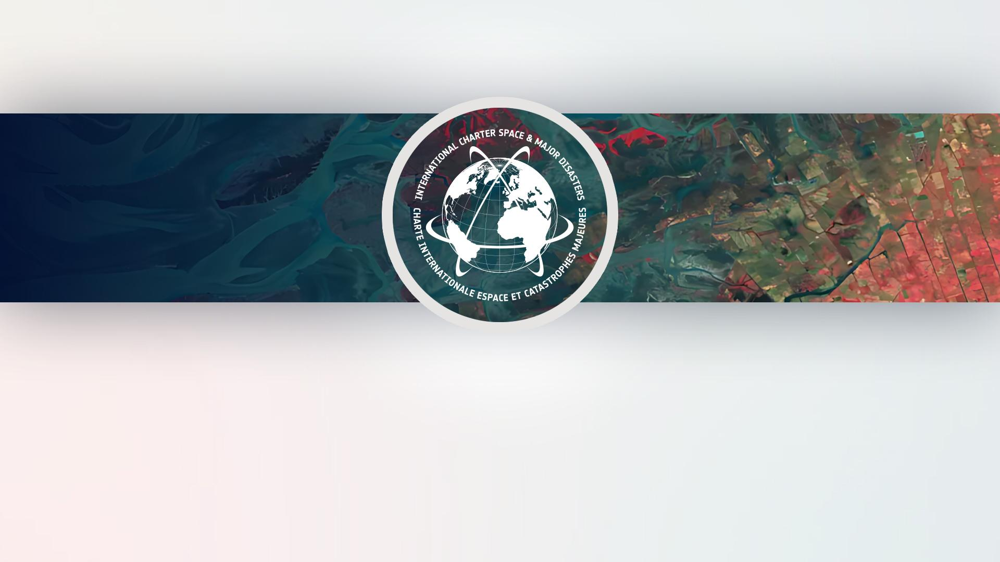 INTERNATIONAL CHARTER SPACE & MAJOR DISASTERS
CHARTE INTERNATIONALE ESPACE ET CATASTROPHES MAJEURES